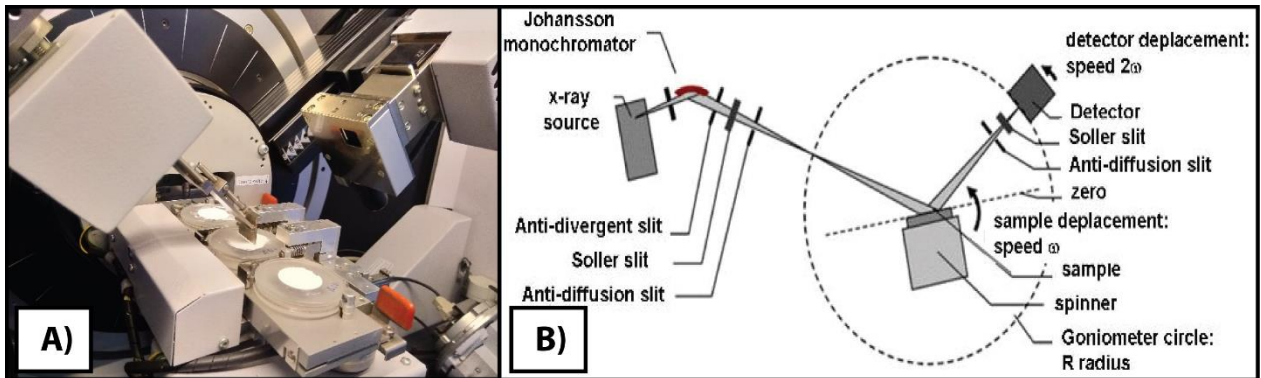 A)
B)
Johansson
monochromator
x-ray
source
Anti-divergent slit
Soller slit
Anti-diffusion slit
detector deplacement:
speed 2ω
Detector
Soller slit
Anti-diffusion slit
zero
sample deplacement:
speed ω
sample
spinner
Goniometer circle:
R radius